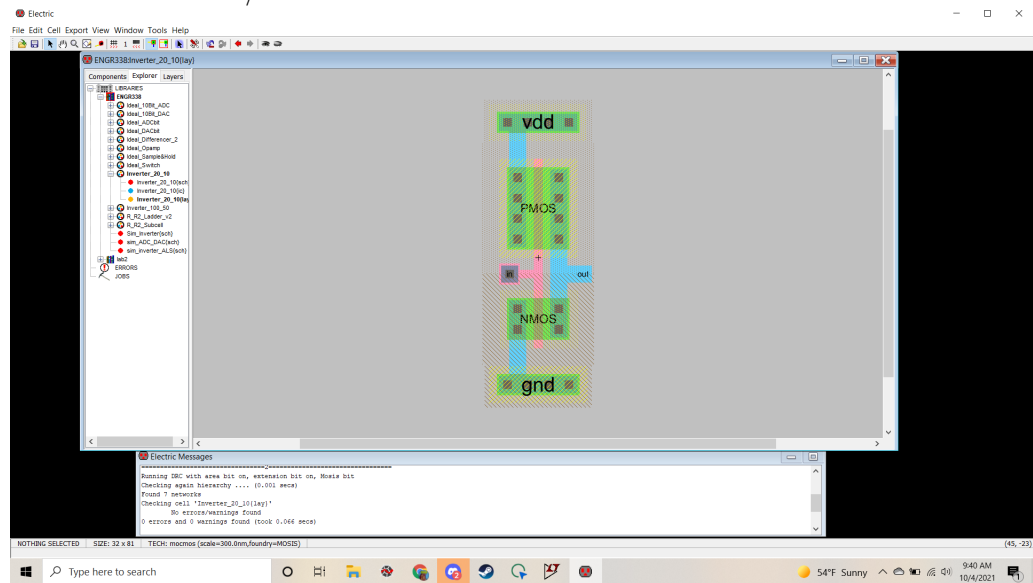 Electric
File Edit Cell Export View Window Tools Help
ENGR338:Inverter_20_10{lay}
Components Explorer Layers
LIBRARIES
ENGR338
Ideal_10Bit_ADC
Ideal_10Bit_DAC
Ideal_ADCbit
Ideal_DACbit
Ideal_Differencer_2
Ideal_Opamp
Ideal_Sample&Hold
Ideal_Switch
Inverter_20_10
Inverter_20_10{sch
Inverter_20_10{ic}
Inverter_20_10{lay
Inverter_100_50
R_R2_Ladder_v2
R_R2_Subcell
Sim_Inverter{sch}
sim_ADC_DAC{sch}
sim_inverter_ALS{sch}
lab2
ERRORS
JOBS
vdd
PMOS
in
out
NMOS
gnd
Electric Messages
Running DRC with area bit on, extension bit on, Mosis bit
Checking again hierarchy .... (0.001 secs)
Found 7 networks
Checking cell 'Inverter_20_10{lay}'
No errors/warnings found
0 errors and 0 warnings found (took 0.066 secs)
NOTHING SELECTED SIZE: 32 x 81 TECH: mocmos (scale=300.0nm,foundry=MOSIS) (45, -23)
Type here to search
54°F Sunny
9:40 AM
10/4/2021